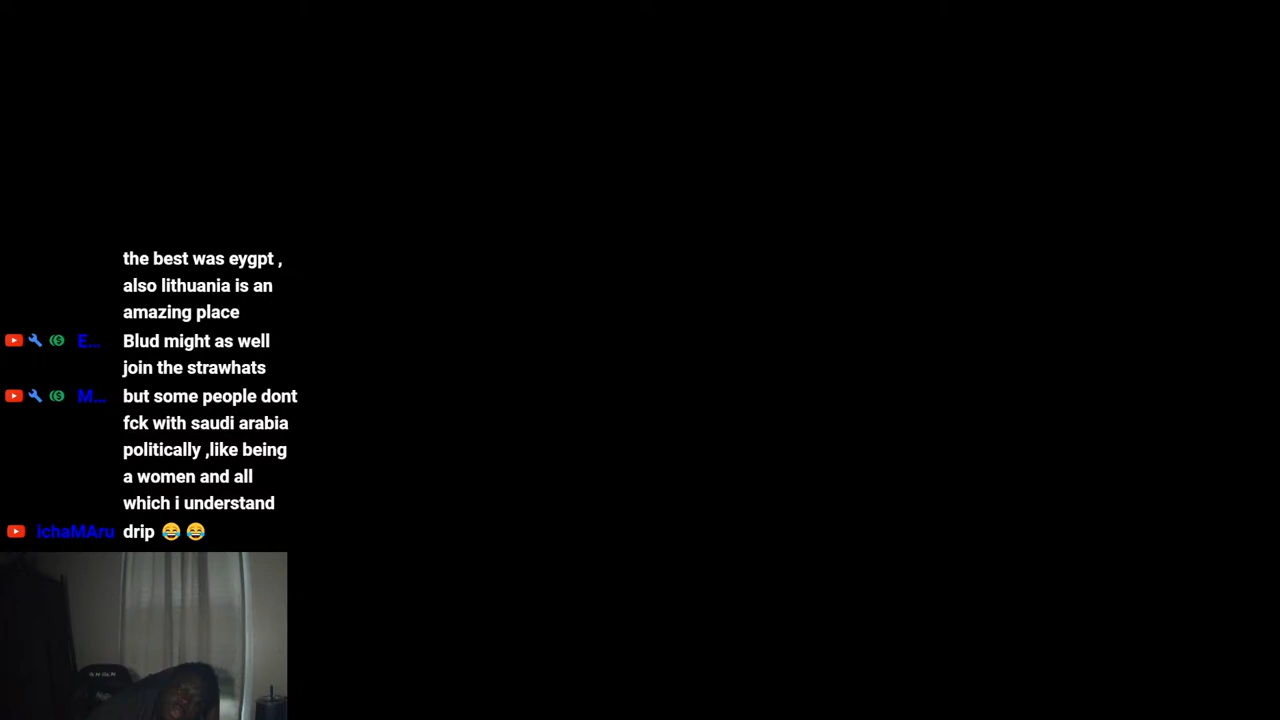 the best was eygpt ,
also lithuania is an
amazing place
E... Blud might as well
join the strawhats
M... but some people dont
fck with saudi arabia
politically ,like being
a women and all
which i understand
ichaMAru drip 😂 😂